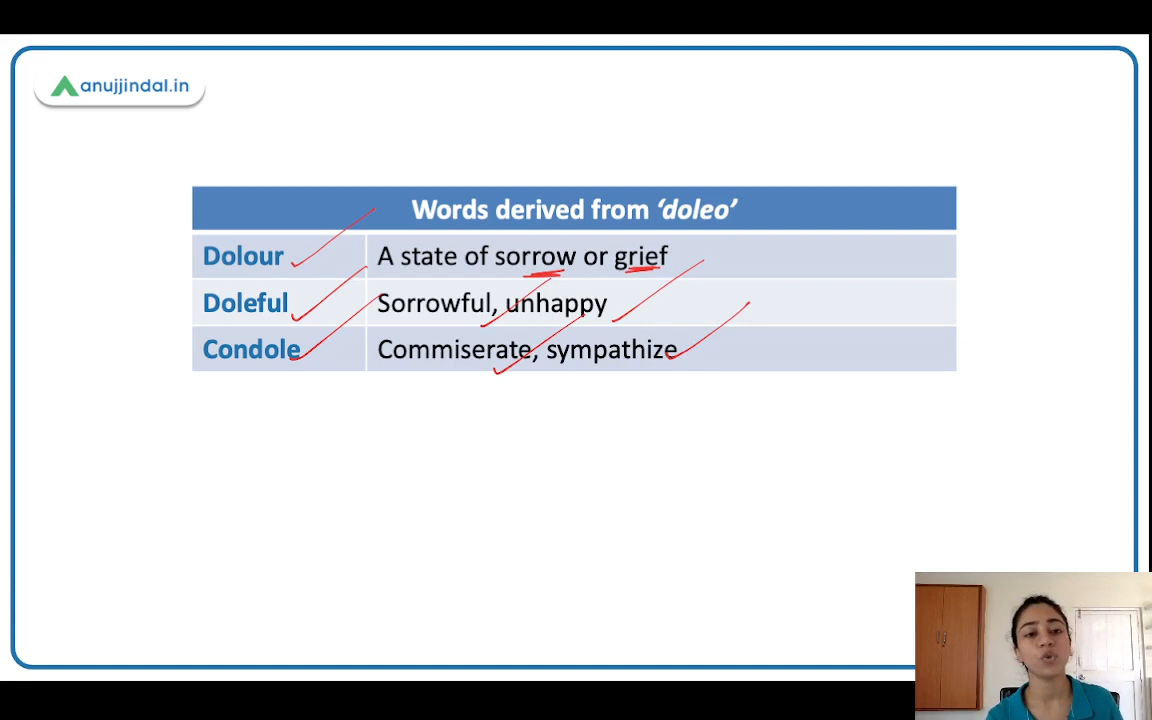 anujjindal.in
Words derived from ‘doleo’
Dolour A state of sorrow or grief
Doleful Sorrowful, unhappy
Condole Commiserate, sympathize